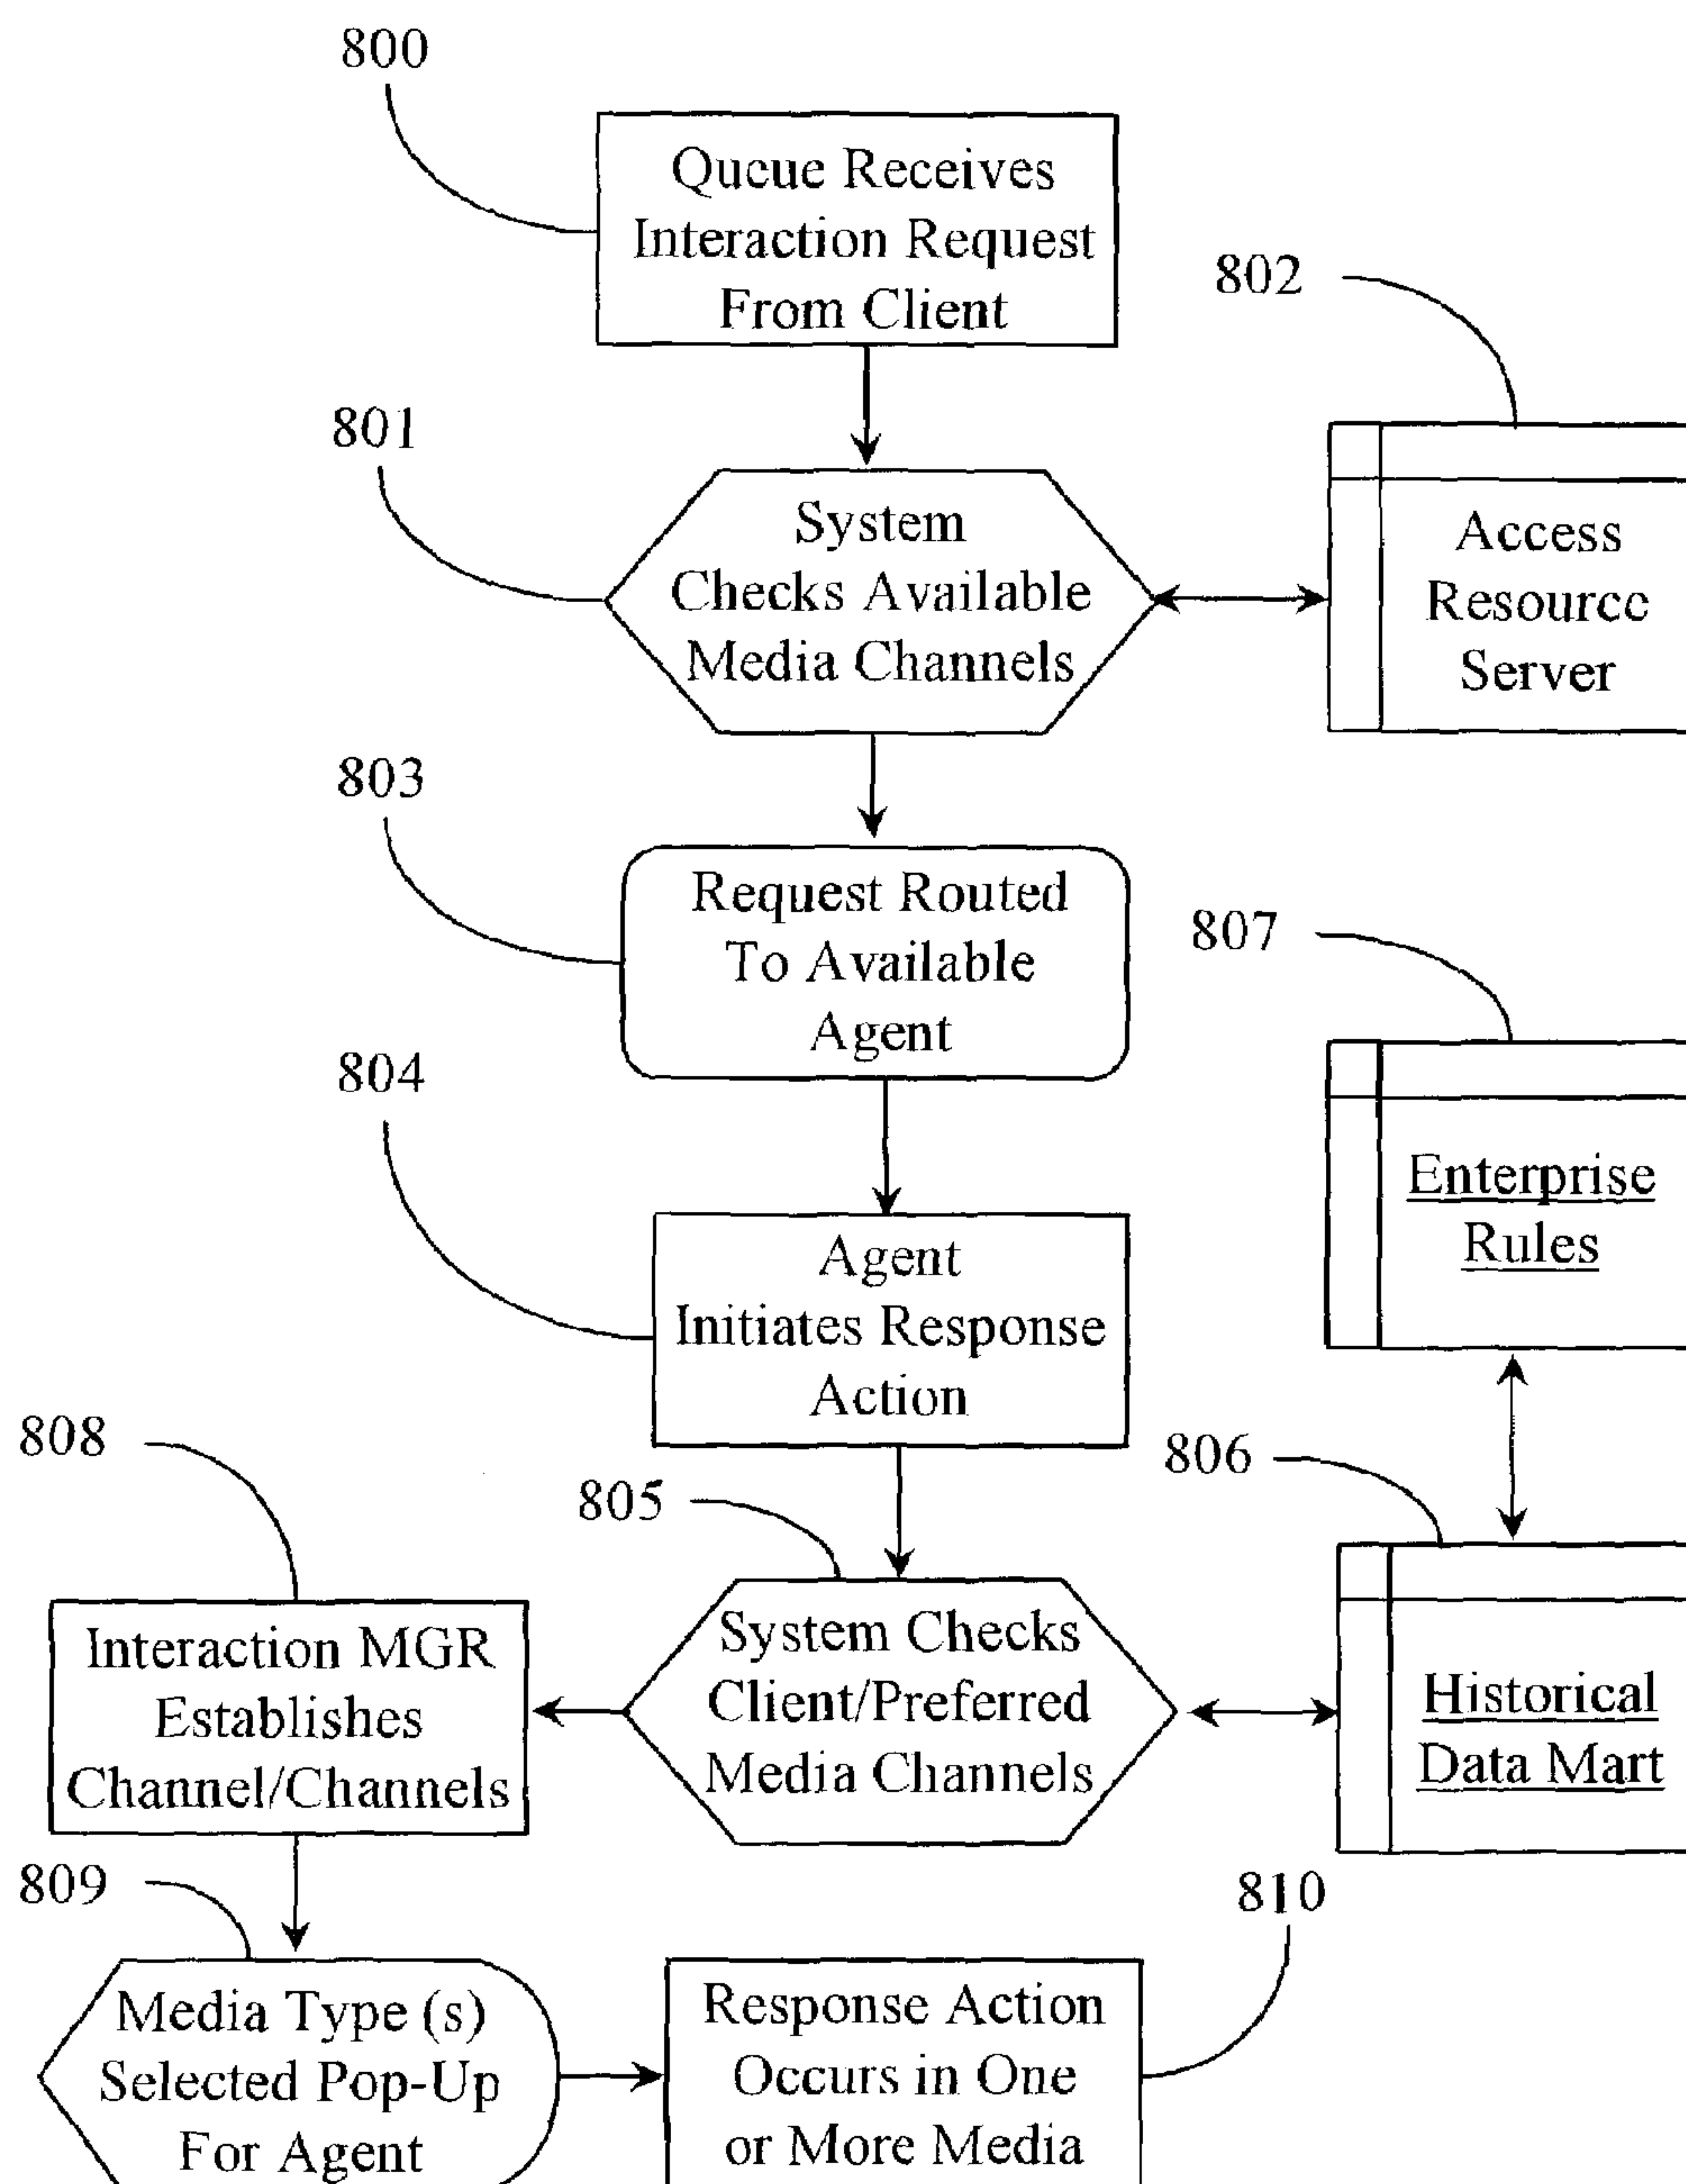 800
Queue Receives
Interaction Request
From Client
802
801
System
Checks Available
Media Channels
Access
Resource
Server
803
Request Routed
To Available
Agent
807
804
Enterprise
Rules
Agent
Initiates Response
Action
808
806
805
Interaction MGR
Establishes
Channel/Channels
System Checks
Client/Preferred
Media Channels
Historical
Data Mart
809
810
Media Type (s)
Selected Pop-Up
For Agent
Response Action
Occurs in One
or More Media